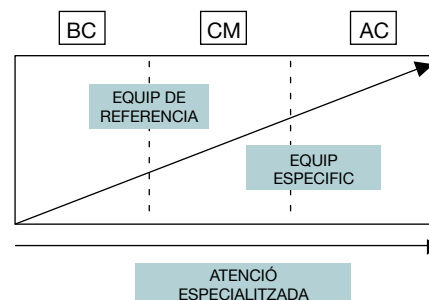 BC
CM
AC
EQUIP DE
REFERENCIA
EQUIP
ESPECIFIC
ATENCIÓ
ESPECIALITZADA